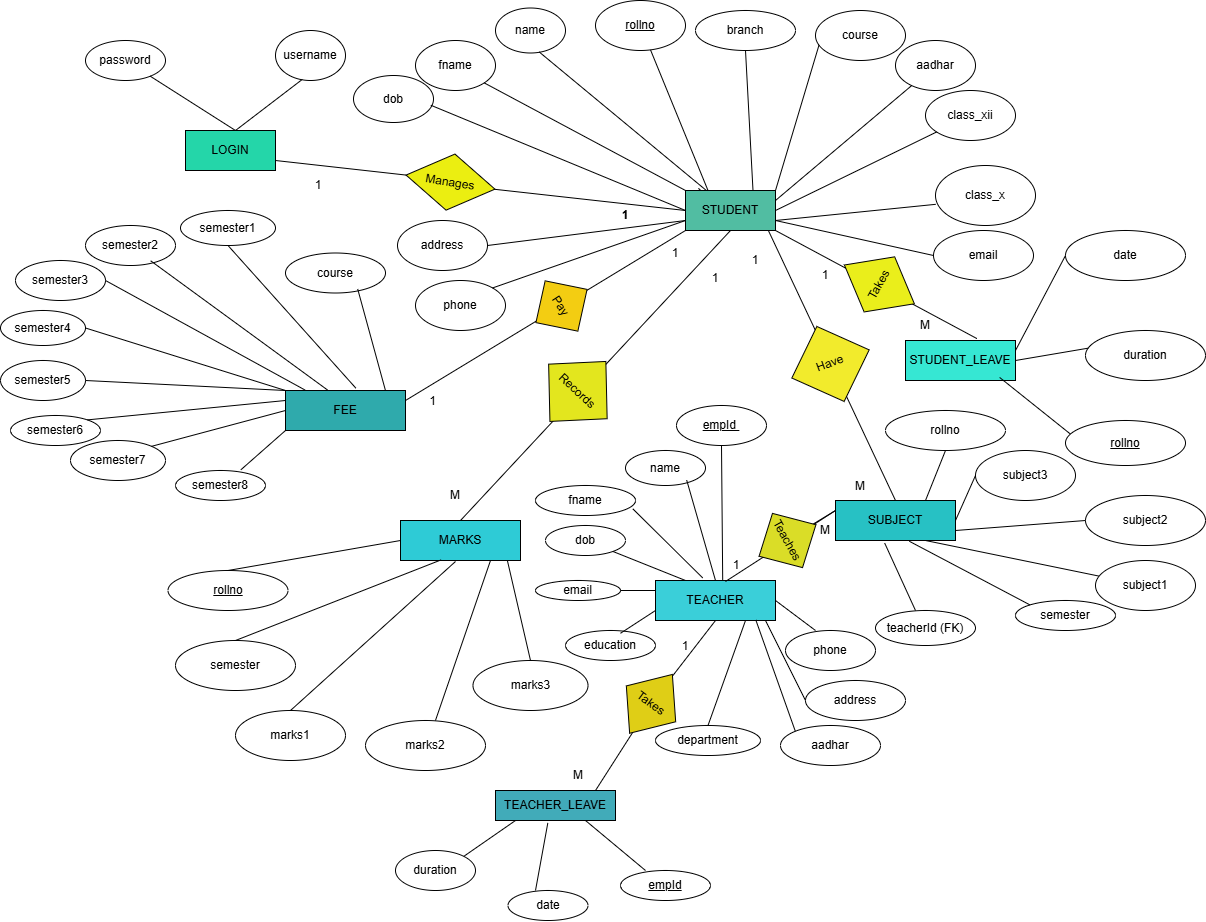 name
rollno
branch
course
username
password
fname
aadhar
dob
class_xii
LOGIN
Manages
1
class_x
STUDENT
1
semester1
semester2
address
1
1
1
email
date
course
semester3
1
Takes
phone
Pay
semester4
M
STUDENT_LEAVE
duration
Have
semester5
Records
FEE
1
semester6
empId
rollno
rollno
semester7
name
subject3
semester8
M
fname
M
SUBJECT
subject2
M
Teaches
MARKS
dob
1
rollno
email
TEACHER
subject1
semester
teacherId (FK)
education
1
phone
semester
marks3
Takes
address
marks1
marks2
department
aadhar
M
TEACHER_LEAVE
duration
empId
date